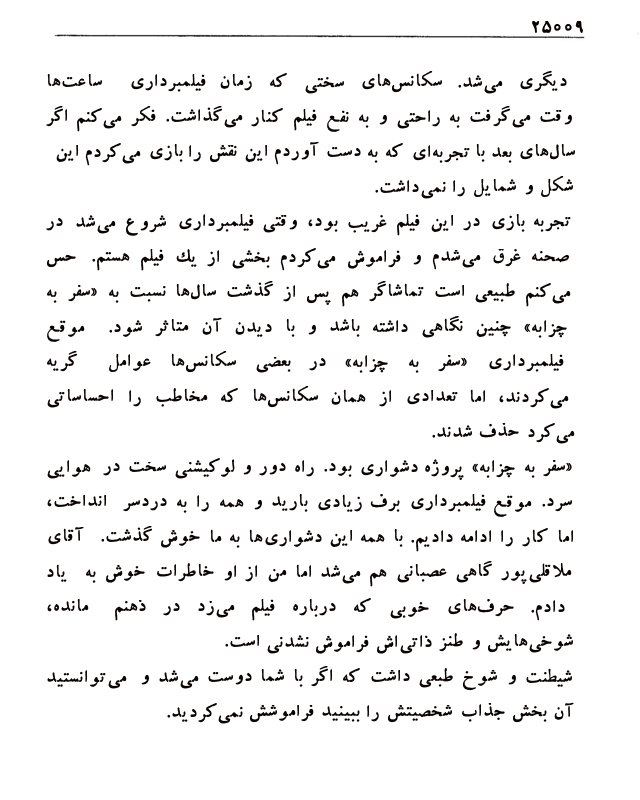 ۲۵۰۰۹
دیگری می‌شد. سکانس‌های سختی که زمان فیلمبرداری ساعت‌ها
وقت می‌گرفت به راحتی و به نفع فیلم کنار می‌گذاشت. فکر می‌کنم اگر
سال‌های بعد با تجربه‌ای که به دست آوردم این نقش را بازی می‌کردم این
شکل و شمایل را نمی‌داشت.
تجربه بازی در این فیلم غریب بود، وقتی فیلمبرداری شروع می‌شد در
صحنه غرق می‌شدم و فراموش می‌کردم بخشی از یك فیلم هستم. حس
می‌کنم طبیعی است تماشاگر هم پس از گذشت سال‌ها نسبت به «سفر به
چزابه» چنین نگاهی داشته باشد و با دیدن آن متاثر شود. موقع
فیلمبرداری «سفر به چزابه» در بعضی سکانس‌ها عوامل گریه
می‌کردند، اما تعدادی از همان سکانس‌ها که مخاطب را احساساتی
می‌کرد حذف شدند.
«سفر به چزابه» پروژه دشواری بود. راه دور و لوکیشنی سخت در هوایی
سرد. موقع فیلمبرداری برف زیادی بارید و همه را به دردسر انداخت،
اما کار را ادامه دادیم. با همه این دشواری‌ها به ما خوش گذشت. آقای
ملاقلی‌پور گاهی عصبانی هم می‌شد اما من از او خاطرات خوش به یاد
دادم. حرف‌های خوبی که درباره فیلم می‌زد در ذهنم مانده،
شوخی‌هایش و طنز ذاتی‌اش فراموش نشدنی است.
شیطنت و شوخ طبعی داشت که اگر با شما دوست می‌شد و می‌توانستید
آن بخش جذاب شخصیتش را ببینید فراموشش نمی‌کردید.